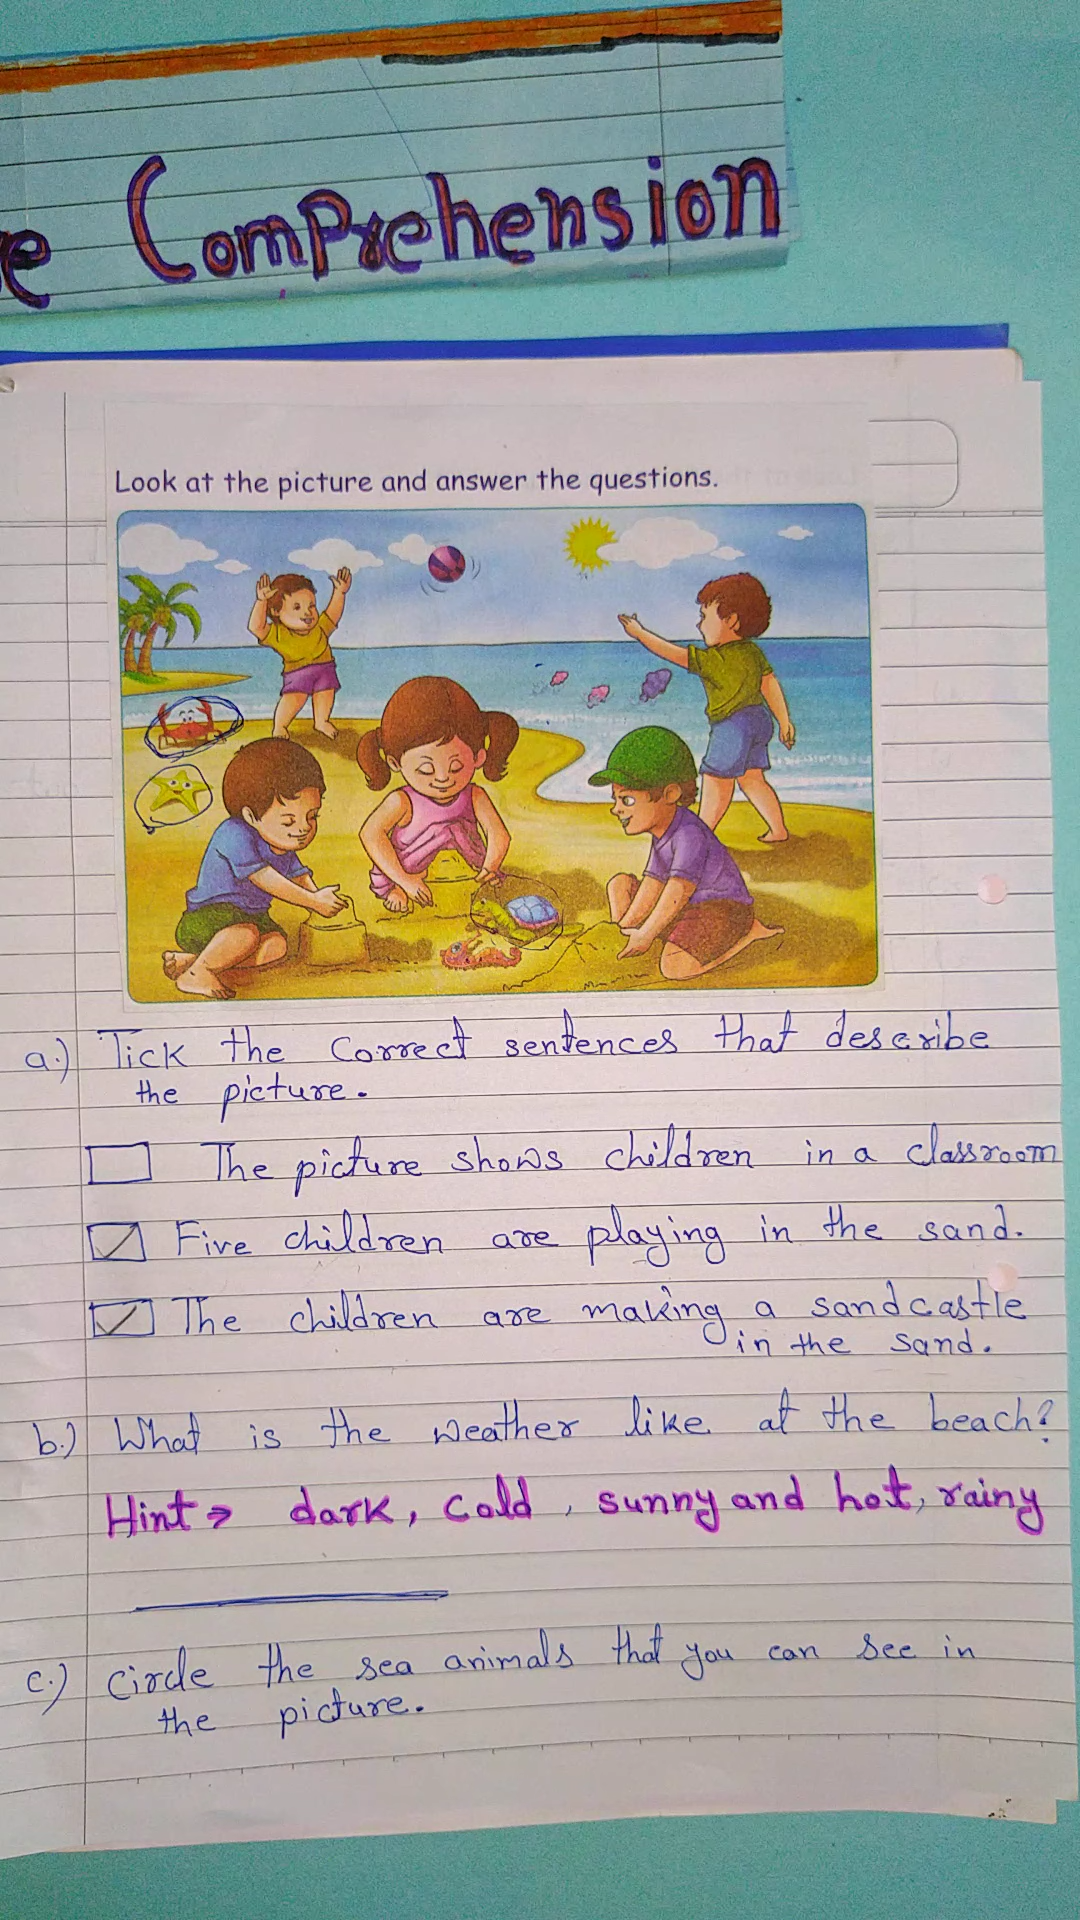 e Comprehension
Look at the picture and answer the questions.
a.) Tick the correct sentences that describe
the picture.
The picture shows children in a classroom
Five children are playing in the sand.
The children are making a sandcastle
in the sand.
b.) What is the weather like at the beach?
Hint → dark, cold, sunny and hot, rainy
c.) Circle the sea animals that you can see in
the picture.